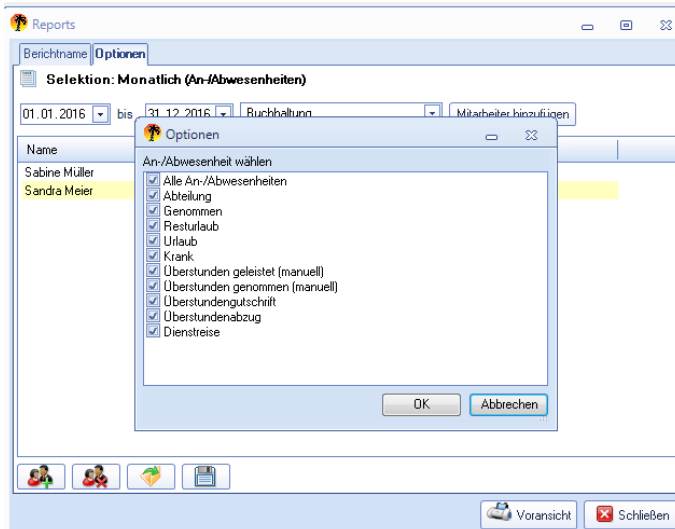 Reports
Berichtname Optionen
Selektion: Monatlich (An-/Abwesenheiten)
01.01.2016 bis 31.12.2016 Buchhaltung Mitarbeiter hinzufügen
Optionen
Name
An-/Abwesenheit wählen
Sabine Müller
Sandra Meier
Alle An-/Abwesenheiten
Abteilung
Genommen
Resturlaub
Urlaub
Krank
Überstunden geleistet (manuell)
Überstunden genommen (manuell)
Überstundengutschrift
Überstundenabzug
Dienstreise
OK Abbrechen
Voransicht Schließen